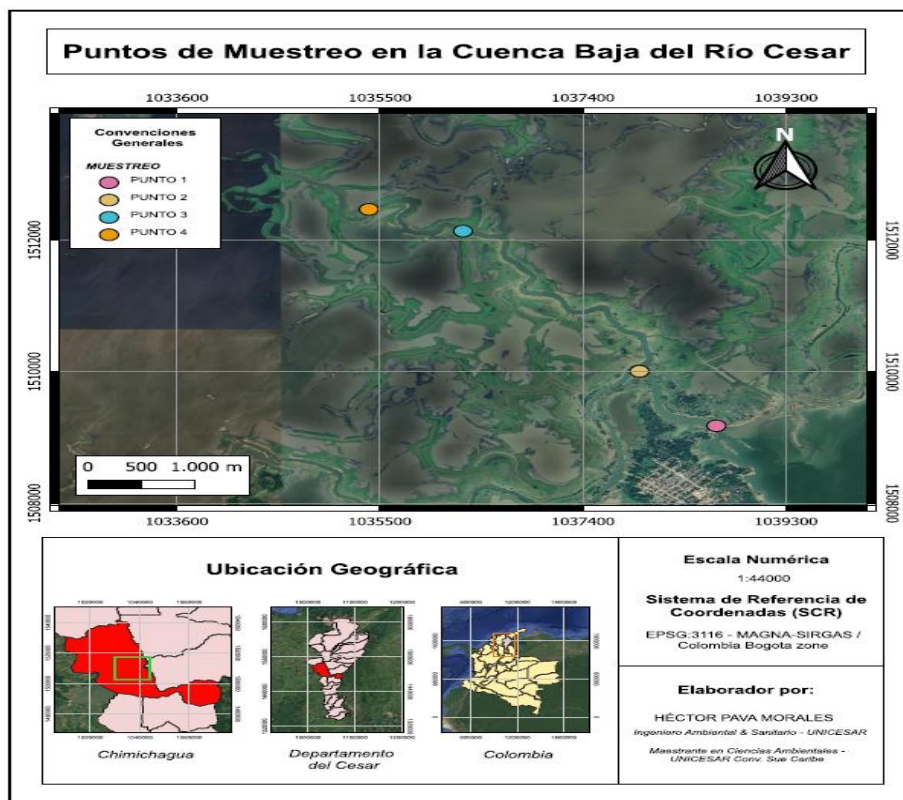 Puntos de Muestreo en la Cuenca Baja del Río Cesar
1033600 1035500 1037400 1039300
Convenciones
Generales
MUESTREO
PUNTO 1
PUNTO 2
PUNTO 3
PUNTO 4
N
1512000 1512000
1510000 1510000
0 500 1.000 m
1508000 1508000
1033600 1035500 1037400 1039300
Ubicación Geográfica
Chimichagua
Departamento
del Cesar
Colombia
Escala Numérica
1:44000
Sistema de Referencia de
Coordenadas (SCR)
EPSG:3116 - MAGNA-SIRGAS /
Colombia Bogota zone
Elaborador por:
HÉCTOR PAVA MORALES
Ingeniero Ambiental & Sanitario - UNICESAR
Maestrante en Ciencias Ambientales -
UNICESAR Conv. Sue Caribe